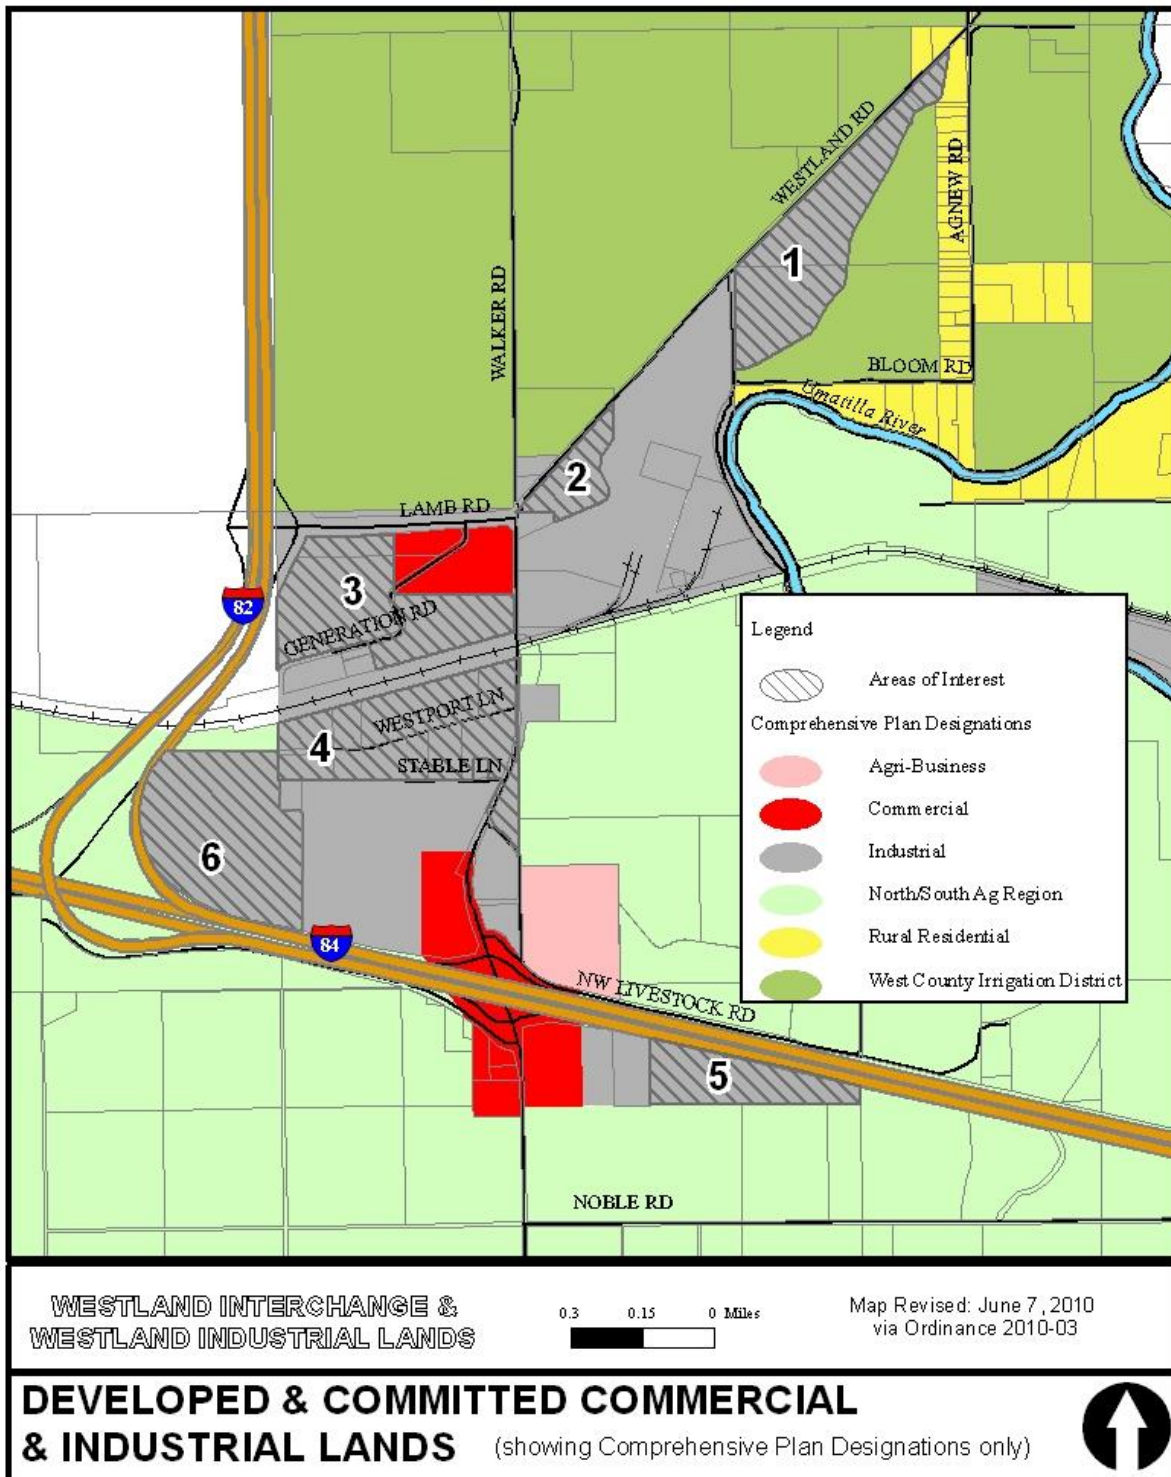 WESTLAND RD
AGNEW RD
1
WALKER RD
BLOOM RD
Umatilla River
2
LAMB RD
3
82
GENERATION RD
WESTPORT LN
4
STABLE LN
6
84
NW LIVESTOCK RD
5
NOBLE RD
Legend
Areas of Interest
Comprehensive Plan Designations
Agri-Business
Commercial
Industrial
North/South Ag Region
Rural Residential
West County Irrigation District
WESTLAND INTERCHANGE &
WESTLAND INDUSTRIAL LANDS
0.3 0.15 0 Miles
Map Revised: June 7, 2010
via Ordinance 2010-03
DEVELOPED & COMMITTED COMMERCIAL
& INDUSTRIAL LANDS (showing Comprehensive Plan Designations only)